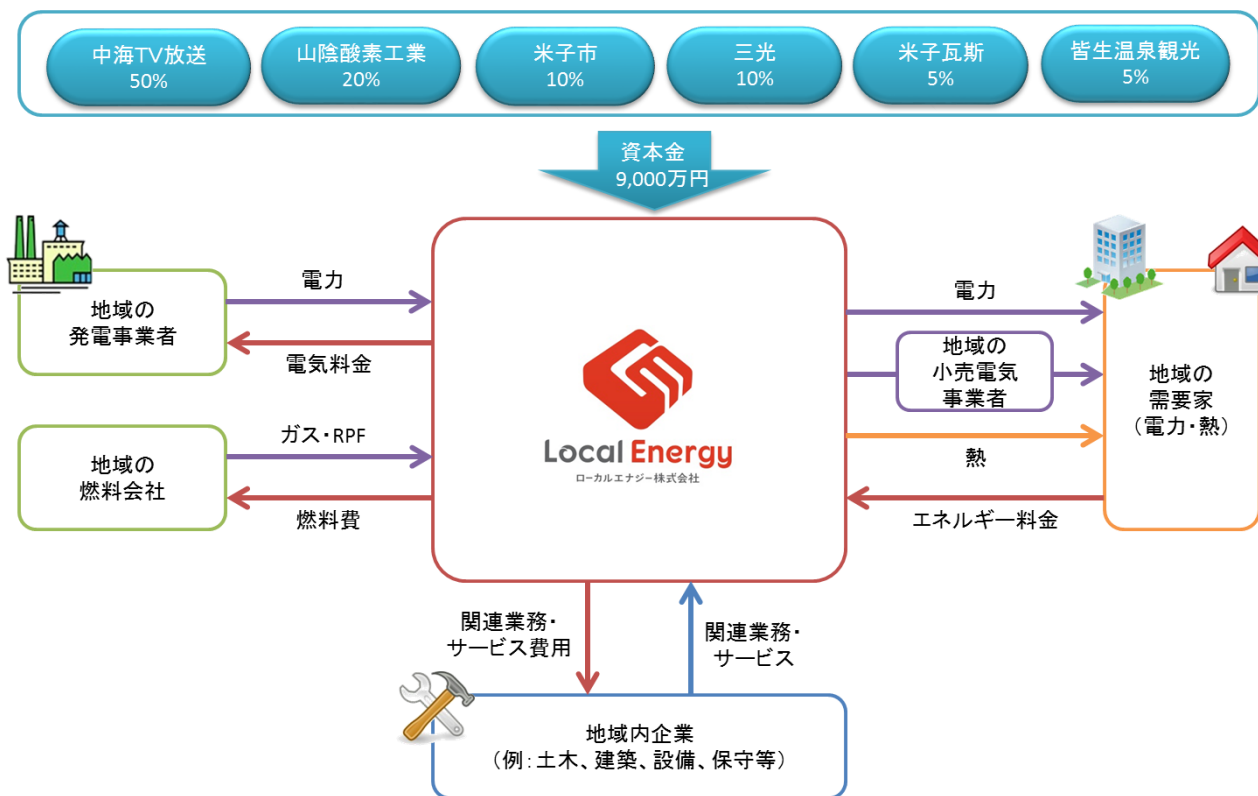 中海TV放送
50%
山陰酸素工業
20%
米子市
10%
三光
10%
米子瓦斯
5%
皆生温泉観光
5%
資本金
9,000万円
地域の
発電事業者
電力
電気料金
地域の
燃料会社
ガス・RPF
燃料費
Local Energy
ローカルエナジー株式会社
電力
地域の
小売電気
事業者
熱
エネルギー料金
地域の
需要家
(電力・熱)
関連業務・
サービス費用
関連業務・
サービス
地域内企業
(例:土木、建築、設備、保守等)